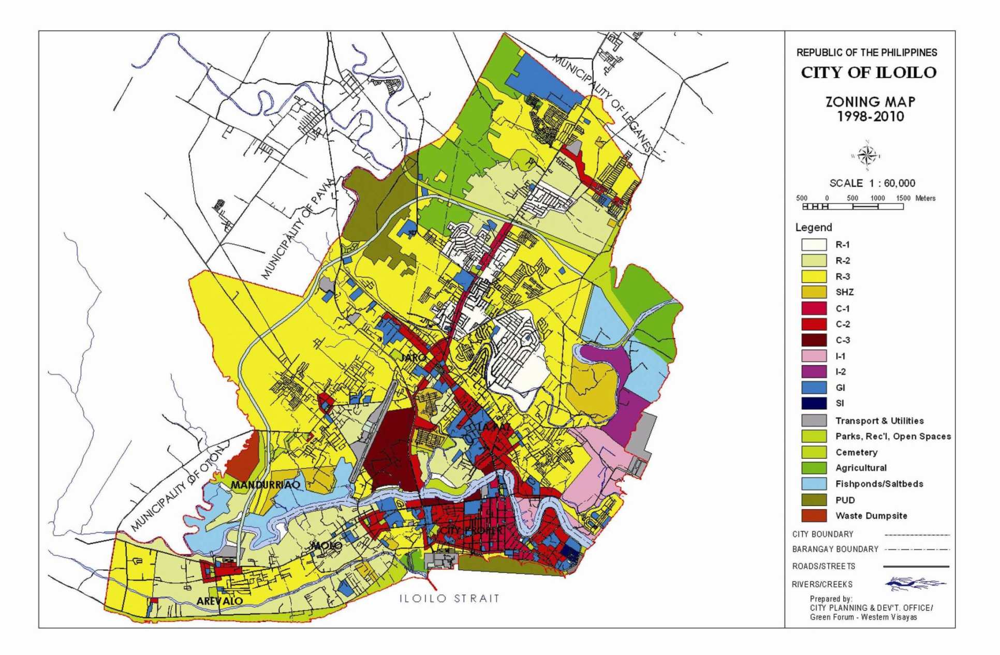 REPUBLIC OF THE PHILIPPINES
CITY OF ILOILO
ZONING MAP
1998-2010
N
W E
S
SCALE 1 : 60,000
500 0 500 1000 1500 Meters
Legend
R-1
R-2
R-3
SHZ
C-1
C-2
C-3
I-1
I-2
GI
SI
Transport & Utilities
Parks, Rec'l, Open Spaces
Cemetery
Agricultural
Fishponds/Saltbeds
PUD
Waste Dumpsite
CITY BOUNDARY
BARANGAY BOUNDARY
ROADS/STREETS
RIVERS/CREEKS
Prepared by:
CITY PLANNING & DEV'T. OFFICE/
Green Forum - Western Visayas
MUNICIPALITY OF LEGANES
MUNICIPALITY OF PAVIA
MUNICIPALITY OF OTON
JARO
LA PAZ
MANDURRIAO
CITY PROPER
MOLO
AREVALO
ILOILO STRAIT